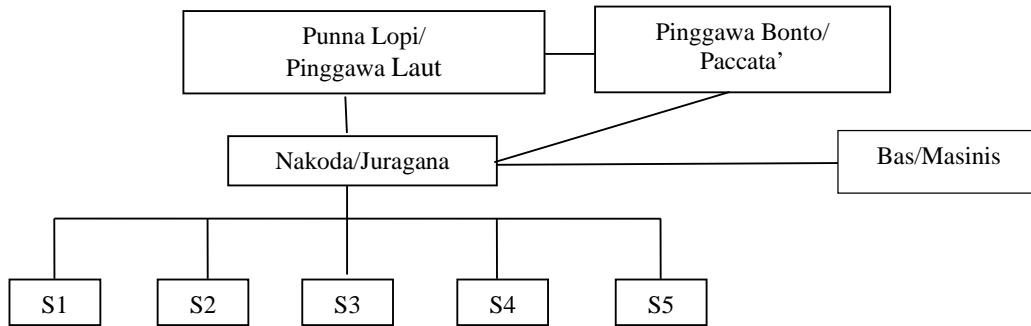 Punna Lopi/
Pinggawa Laut
Pinggawa Bonto/
Paccata’
Nakoda/Juragana
Bas/Masinis
S1
S2
S3
S4
S5